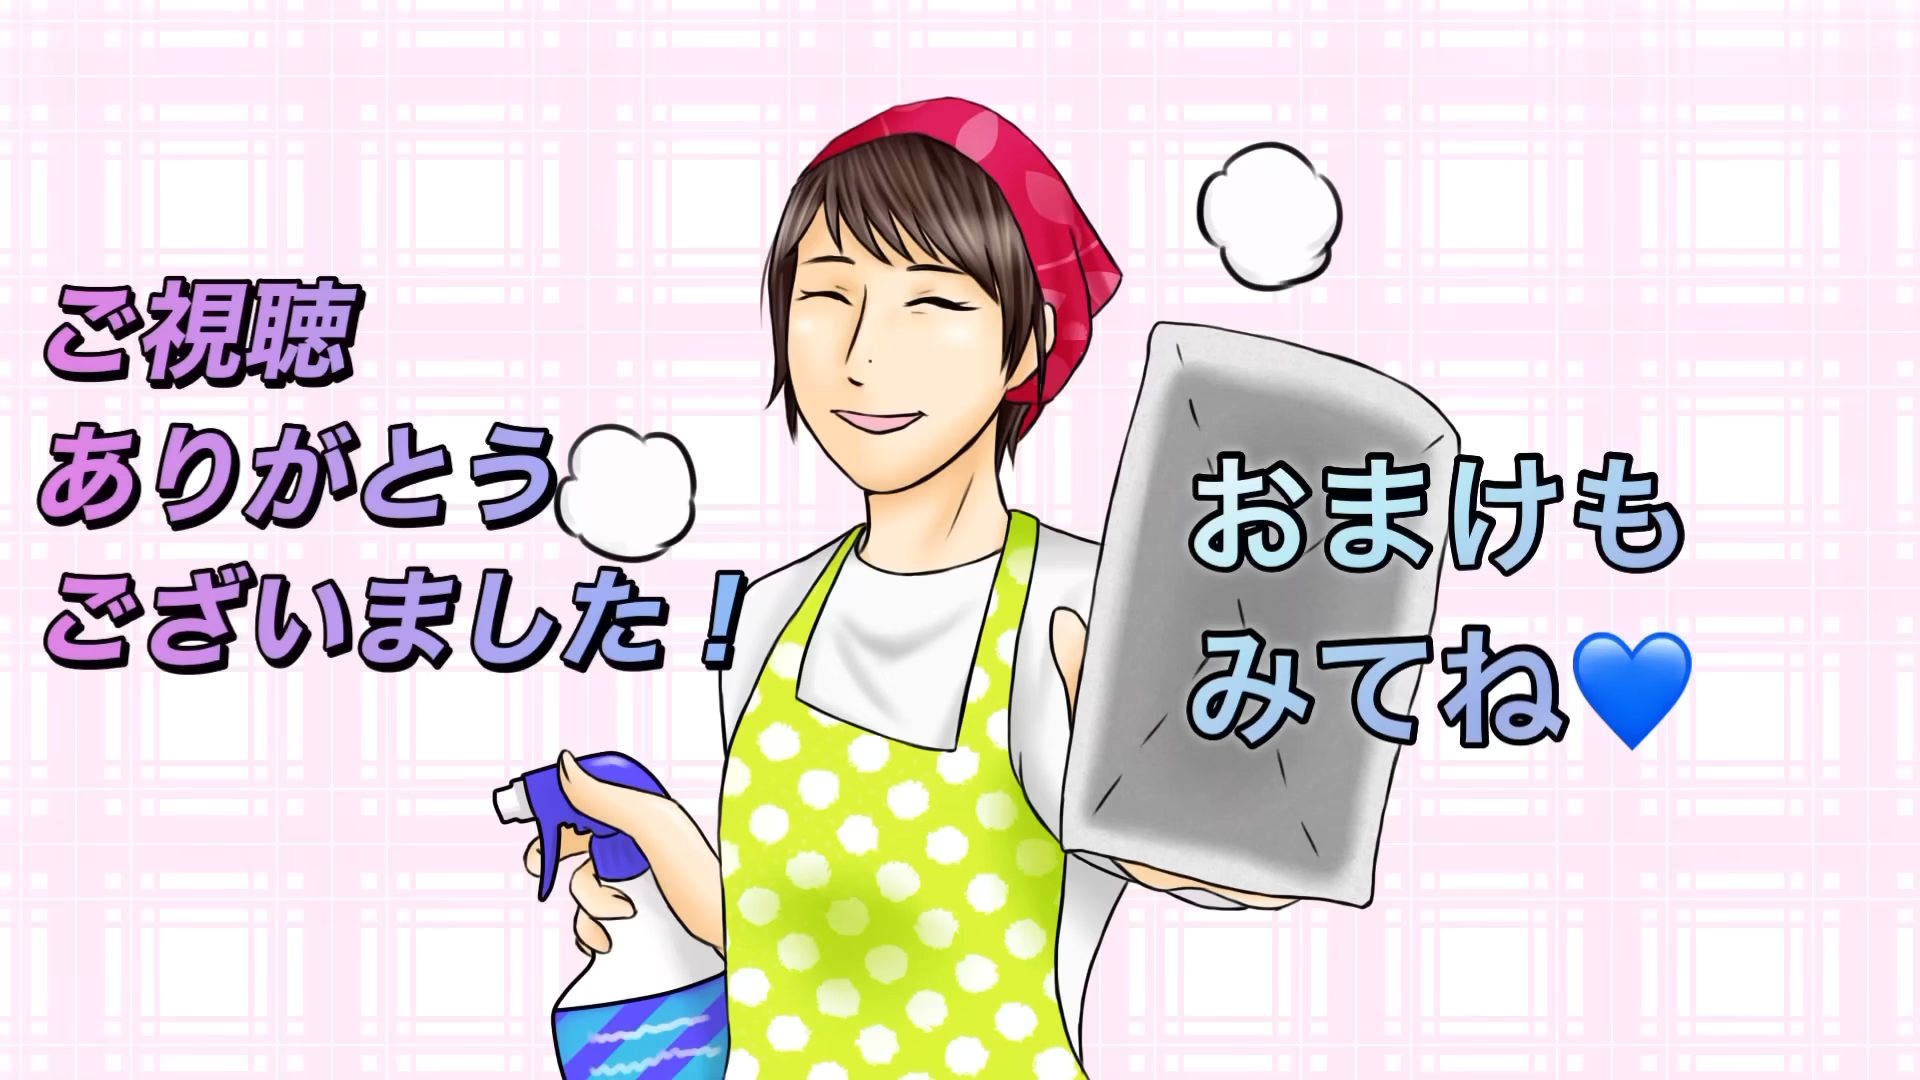 ご視聴
ありがとう
ございました！
おまけも
みてね💙